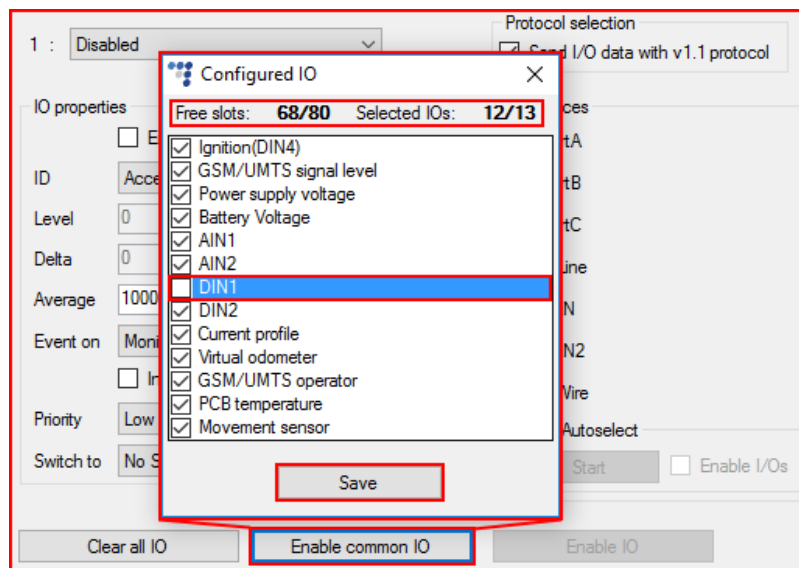 Protocol selection
1 : Disabled
Send I/O data with v1.1 protocol
Configured IO
IO properties
Free slots: 68/80 Selected IOs: 12/13
Ignition(DIN4)
GSM/UMTS signal level
Power supply voltage
Battery Voltage
AIN1
AIN2
DIN1
DIN2
Current profile
Virtual odometer
GSM/UMTS operator
PCB temperature
Movement sensor
Save
ID
Level 0
Delta 0
Average 1000
Event on
Priority Low
Switch to
Autoselect
Start Enable I/Os
Clear all IO Enable common IO Enable IO